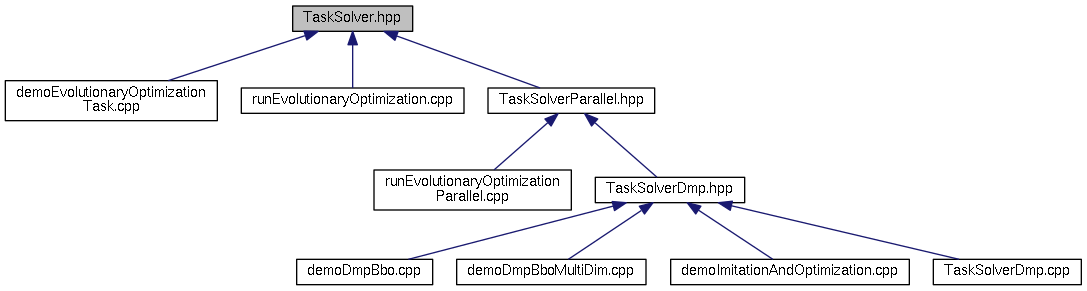 TaskSolver.hpp
demoEvolutionaryOptimization
Task.cpp
runEvolutionaryOptimization.cpp
TaskSolverParallel.hpp
runEvolutionaryOptimization
Parallel.cpp
TaskSolverDmp.hpp
demoDmpBbo.cpp
demoDmpBboMultiDim.cpp
demoImitationAndOptimization.cpp
TaskSolverDmp.cpp